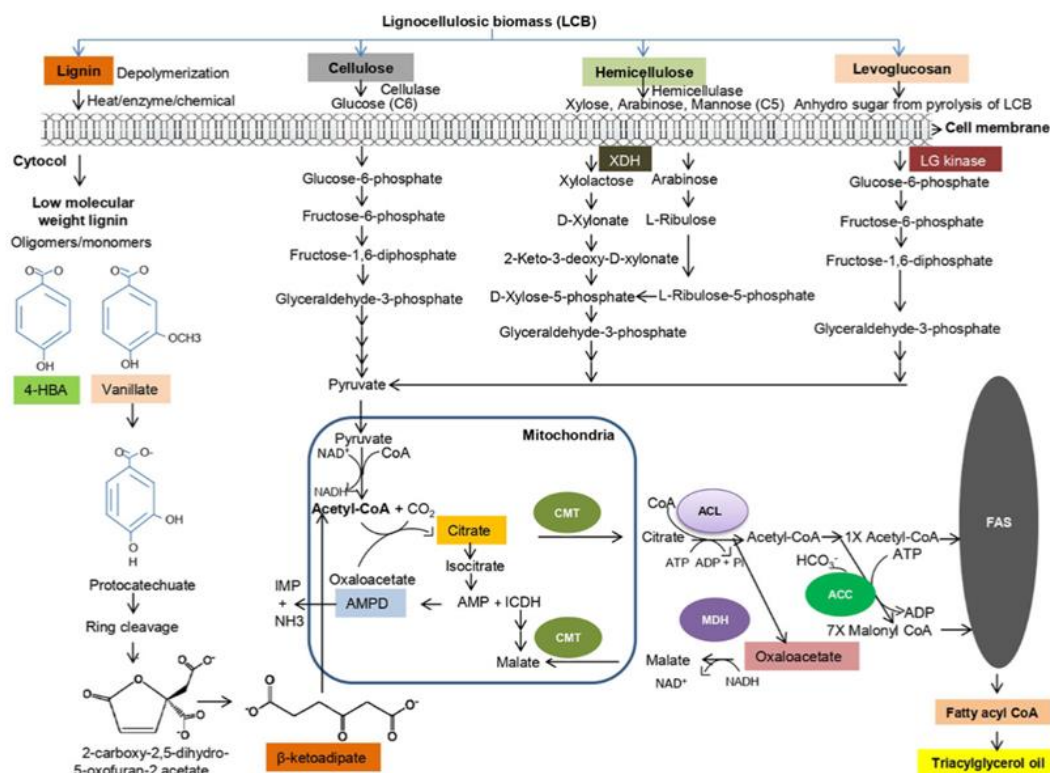 Lignocellulosic biomass (LCB)
Lignin
Depolymerization
Heat/enzyme/chemical
Cellulose
Cellulase
Glucose (C6)
Hemicellulose
Hemicellulase
Xylose, Arabinose, Mannose (C5)
Levoglucosan
Anhydro sugar from pyrolysis of LCB
Cell membrane
Cytocol
Low molecular
weight lignin
Oligomers/monomers
O
O
OH
4-HBA
O
O
OCH3
OH
Vanillate
O
O-
OH
O
H
Protocatechuate
Ring cleavage
O
O
O-
O
O
O-
2-carboxy-2,5-dihydro-
5-oxofuran-2 acetate
O
-O
O
O-
O
β-ketoadipate
Glucose-6-phosphate
Fructose-6-phosphate
Fructose-1,6-diphosphate
Glyceraldehyde-3-phosphate
Pyruvate
XDH
Xylolactose
D-Xylonate
2-Keto-3-deoxy-D-xylonate
D-Xylose-5-phosphate
Glyceraldehyde-3-phosphate
Arabinose
L-Ribulose
L-Ribulose-5-phosphate
LG kinase
Glucose-6-phosphate
Fructose-6-phosphate
Fructose-1,6-diphosphate
Glyceraldehyde-3-phosphate
Mitochondria
Pyruvate
NAD+
CoA
NADH
Acetyl-CoA + CO2
Citrate
Isocitrate
Oxaloacetate
AMPD
AMP + ICDH
IMP
+
NH3
Malate
CMT
CMT
CoA
ACL
Citrate
ATP
ADP + PI
Acetyl-CoA
1X Acetyl-CoA
HCO3-
ATP
ACC
ADP
7X Malonyl CoA
MDH
Oxaloacetate
Malate
NAD+
NADH
FAS
Fatty acyl CoA
Triacylglycerol oil